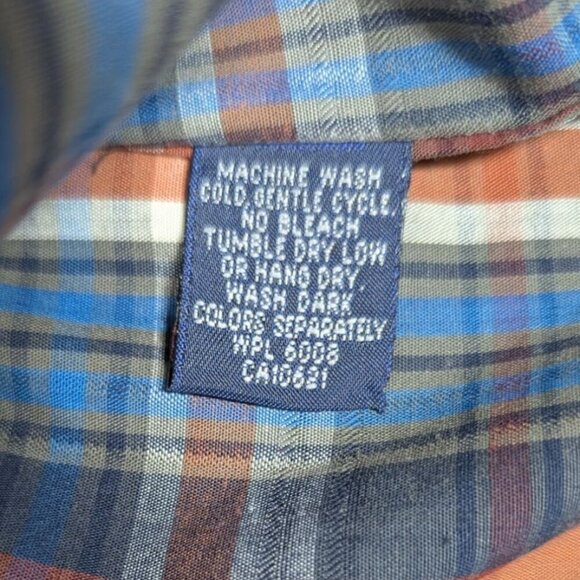 MACHINE WASH
COLD, GENTLE CYCLE,
NO BLEACH
TUMBLE DRY LOW
OR HANG DRY
WASH DARK
COLORS SEPARATELY
WPL 6008
CA10621